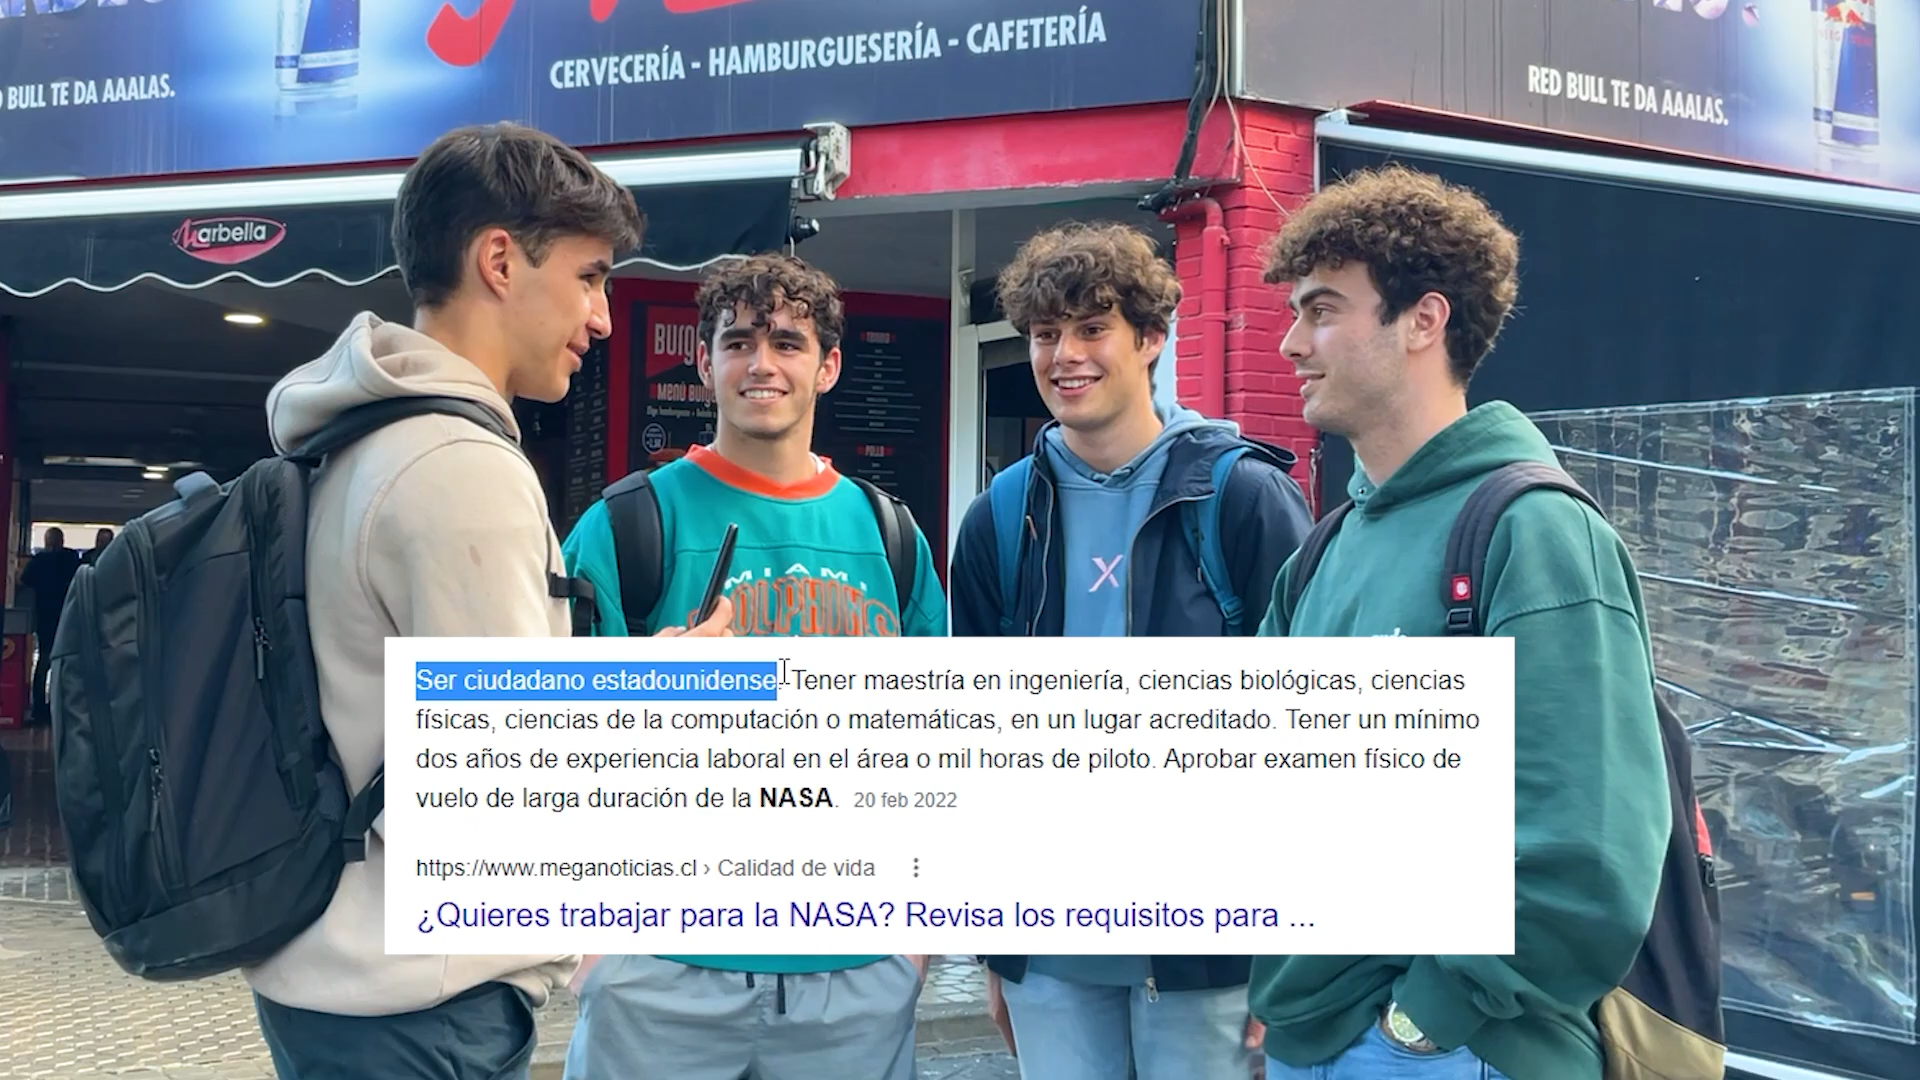 CERVECERÍA - HAMBURGUESERÍA - CAFETERÍA
BULL TE DA AAALAS.
RED BULL TE DA AAALAS.
Marbella
MENÚ
MIAMI
DOLPHINS
X
Ser ciudadano estadounidense. Tener maestría en ingeniería, ciencias biológicas, ciencias
físicas, ciencias de la computación o matemáticas, en un lugar acreditado. Tener un mínimo
dos años de experiencia laboral en el área o mil horas de piloto. Aprobar examen físico de
vuelo de larga duración de la NASA. 20 feb 2022
https://www.meganoticias.cl › Calidad de vida
¿Quieres trabajar para la NASA? Revisa los requisitos para ...